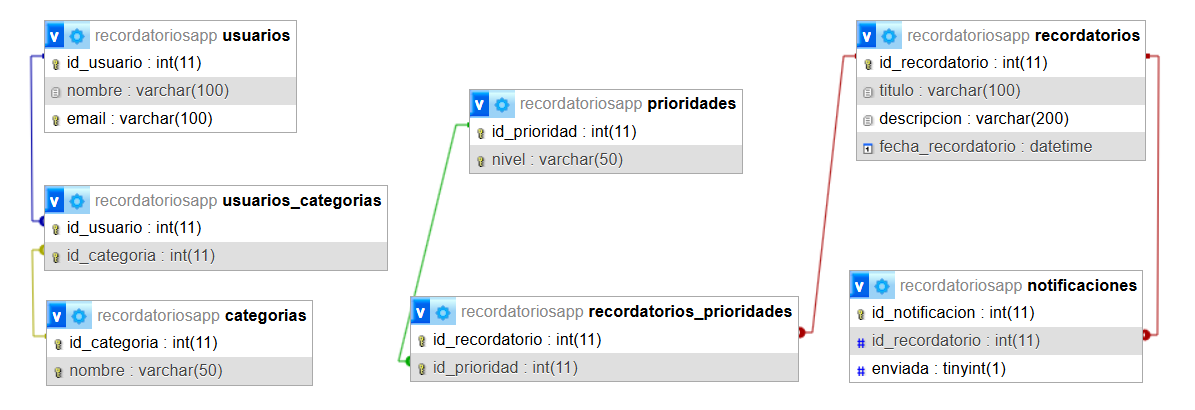 recordatoriosapp usuarios
id_usuario : int(11)
nombre : varchar(100)
email : varchar(100)
recordatoriosapp usuarios_categorias
id_usuario : int(11)
id_categoria : int(11)
recordatoriosapp categorias
id_categoria : int(11)
nombre : varchar(50)
recordatoriosapp prioridades
id_prioridad : int(11)
nivel : varchar(50)
recordatoriosapp recordatorios_prioridades
id_recordatorio : int(11)
id_prioridad : int(11)
recordatoriosapp recordatorios
id_recordatorio : int(11)
titulo : varchar(100)
descripcion : varchar(200)
fecha_recordatorio : datetime
recordatoriosapp notificaciones
id_notificacion : int(11)
# id_recordatorio : int(11)
# enviada : tinyint(1)